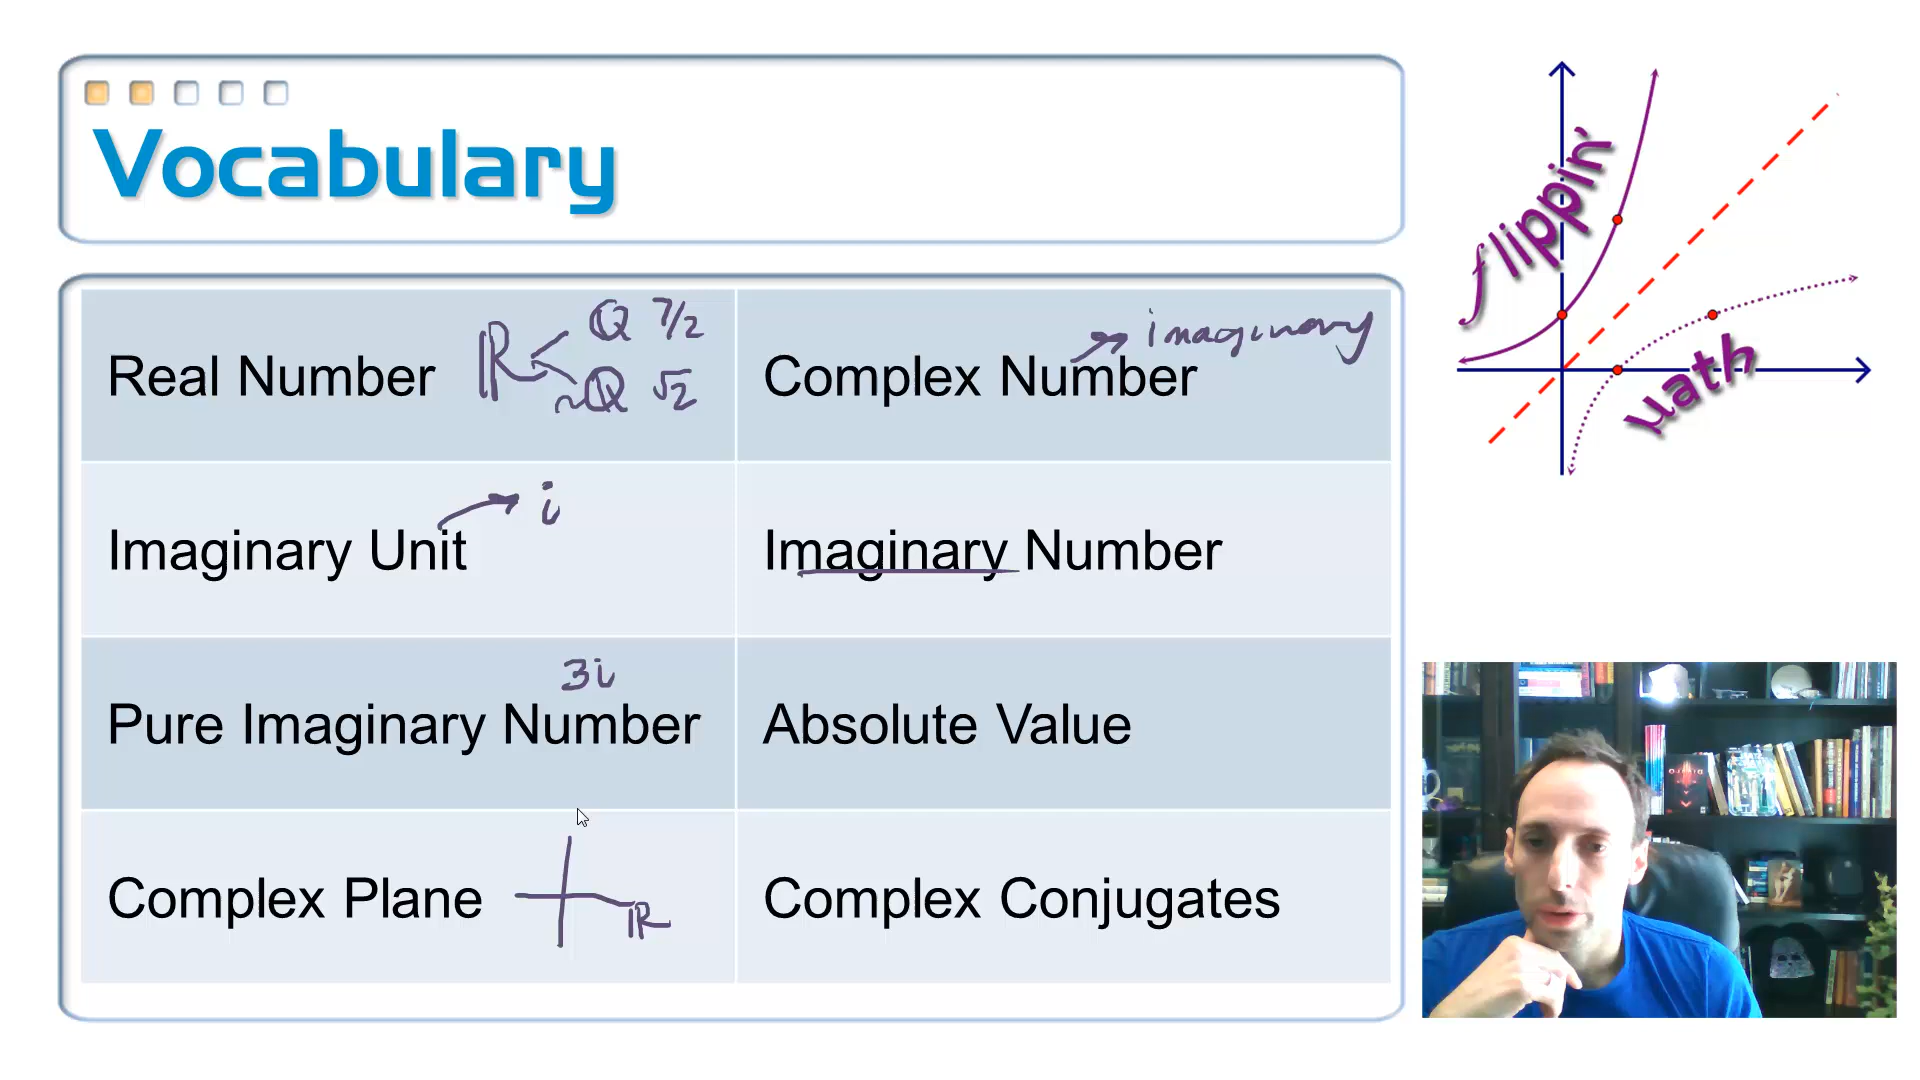 Vocabulary
Real Number ℝ ℚ 7/2
~ℚ √2
Complex Number → imaginary
Imaginary Unit → i
Imaginary Number
Pure Imaginary Number 3i
Absolute Value
Complex Plane ℝ
Complex Conjugates
flippin'
math
DIABLO